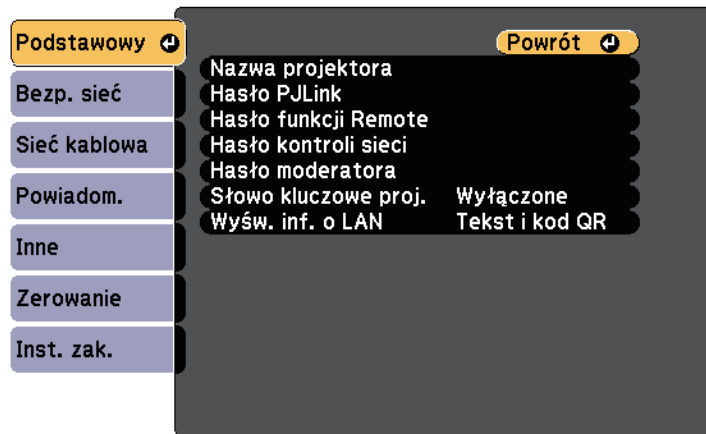 Podstawowy
Bezp. sieć
Sieć kablowa
Powiadom.
Inne
Zerowanie
Inst. zak.
Powrót
Nazwa projektora
Hasło PJLink
Hasło funkcji Remote
Hasło kontroli sieci
Hasło moderatora
Słowo kluczowe proj. Wyłączone
Wyśw. inf. o LAN Tekst i kod QR